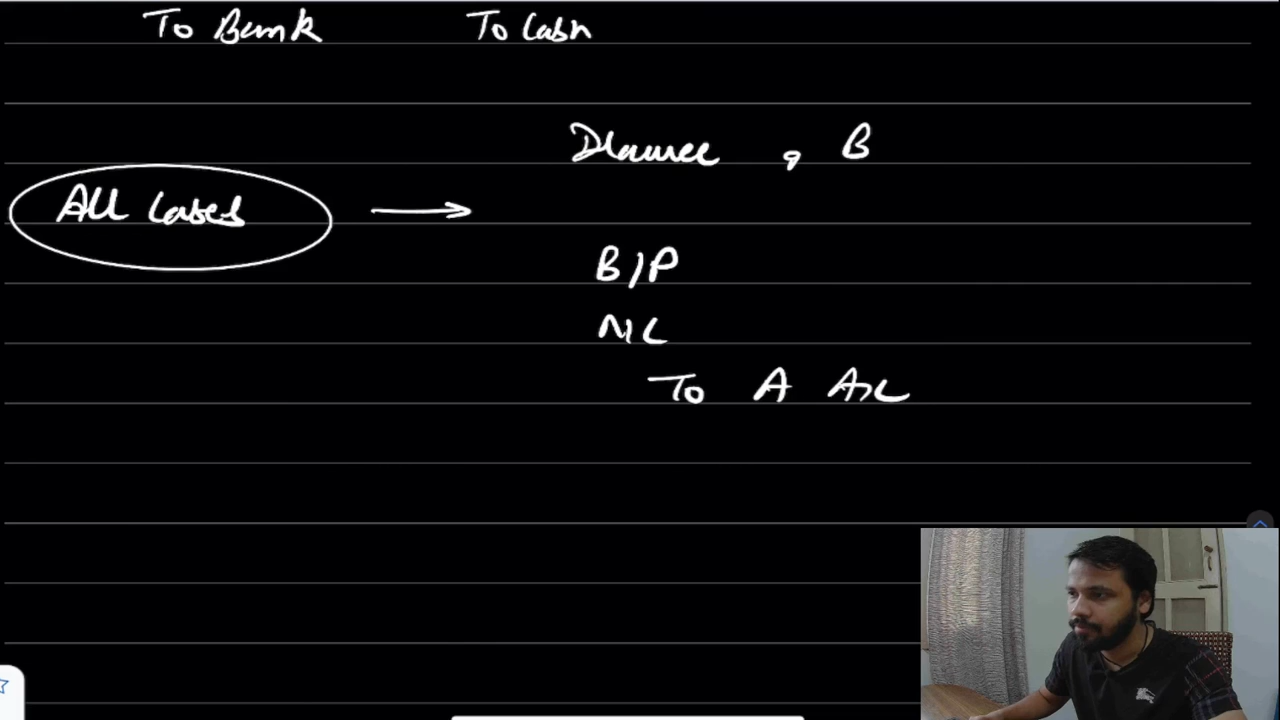 To Bank To Cash
Drawee , B
All Cases
B/P
N/C
To A A/c